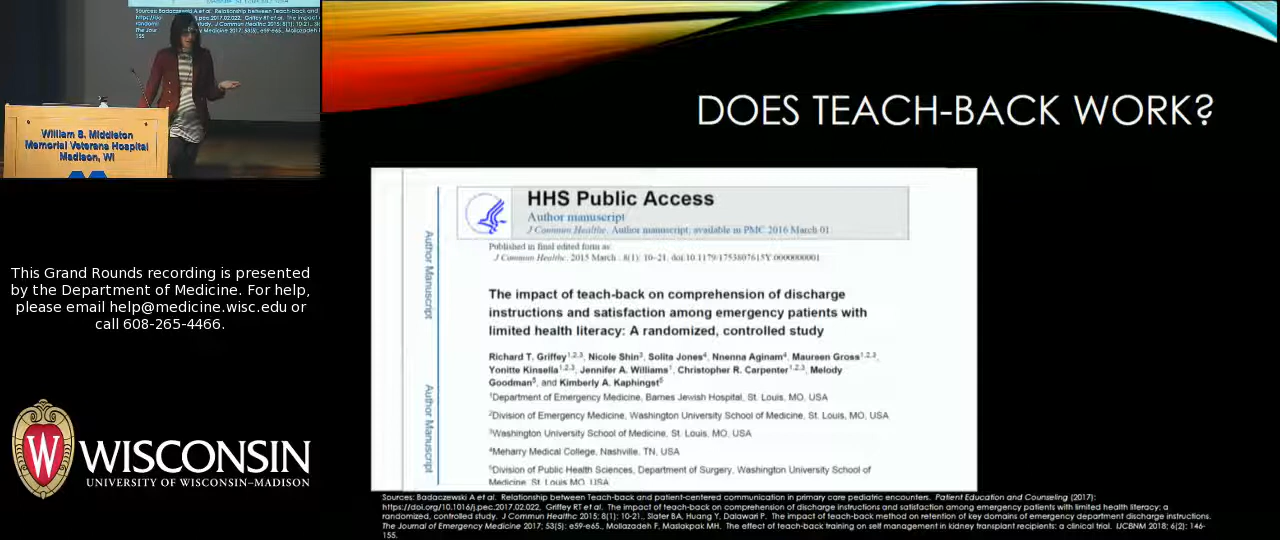 William S. Middleton
Memorial Veterans Hospital
Madison, WI
This Grand Rounds recording is presented
by the Department of Medicine. For help,
please email help@medicine.wisc.edu or
call 608-265-4466.
WISCONSIN
UNIVERSITY OF WISCONSIN–MADISON
DOES TEACH-BACK WORK?
HHS Public Access
Author manuscript
J Commun Healthc. Author manuscript; available in PMC 2016 March 01
Published in final edited form as:
J Commun Healthc. 2015 March ; 8(1): 10–21. doi:10.1179/1753807615Y.0000000001
Author Manuscript
Author Manuscript
The impact of teach-back on comprehension of discharge
instructions and satisfaction among emergency patients with
limited health literacy: A randomized, controlled study
Richard T. Griffey1,2,3, Nicole Shin3, Solita Jones4, Nnenna Aginam4, Maureen Gross1,2,3,
Yonitte Kinsella1,2,3, Jennifer A. Williams1, Christopher R. Carpenter1,2,3, Melody
Goodman5, and Kimberly A. Kaphingst5
1Department of Emergency Medicine, Barnes Jewish Hospital, St. Louis, MO, USA
2Division of Emergency Medicine, Washington University School of Medicine, St. Louis, MO, USA
3Washington University School of Medicine, St. Louis, MO, USA
4Meharry Medical College, Nashville, TN, USA
5Division of Public Health Sciences, Department of Surgery, Washington University School of
Medicine, St. Louis MO, USA
Sources: Badaczewski A et al. Relationship between Teach-back and patient-centered communication in primary care pediatric encounters. Patient Education and Counseling (2017):
https://doi.org/10.1016/j.pec.2017.02.022, Griffey RT et al. The impact of teach-back on comprehension of discharge instructions and satisfaction among emergency patients with limited health literacy: a
randomized, controlled study. J Commun Healthc 2015; 8(1): 10-21., Slater BA, Huang Y, Dalawari P. The impact of teach-back method on retention of key domains of emergency department discharge instructions.
The Journal of Emergency Medicine 2017; 53(5): e59-e65., Mollazadeh F, Maslakpak MH. The effect of teach-back training on self management in kidney transplant recipients: a clinical trial. IJCBNM 2018; 6(2): 146-
155.